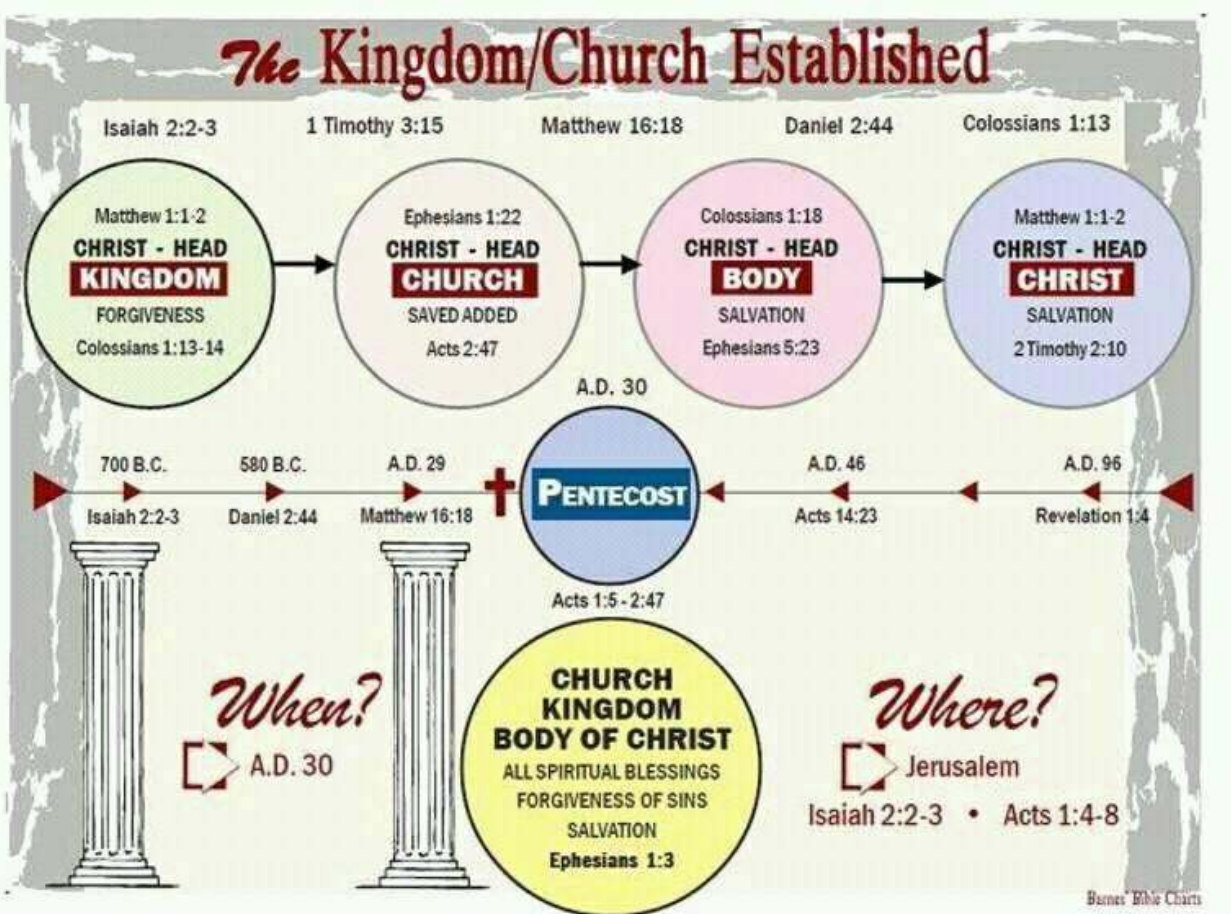 The Kingdom/Church Established
Isaiah 2:2-3
1 Timothy 3:15
Matthew 16:18
Daniel 2:44
Colossians 1:13
Matthew 1:1-2
CHRIST - HEAD
KINGDOM
FORGIVENESS
Colossians 1:13-14
Ephesians 1:22
CHRIST - HEAD
CHURCH
SAVED ADDED
Acts 2:47
Colossians 1:18
CHRIST - HEAD
BODY
SALVATION
Ephesians 5:23
Matthew 1:1-2
CHRIST - HEAD
CHRIST
SALVATION
2 Timothy 2:10
A.D. 30
700 B.C.
580 B.C.
A.D. 29
PENTECOST
A.D. 46
A.D. 96
Isaiah 2:2-3
Daniel 2:44
Matthew 16:18
Acts 14:23
Revelation 1:4
Acts 1:5 - 2:47
When?
A.D. 30
CHURCH
KINGDOM
BODY OF CHRIST
ALL SPIRITUAL BLESSINGS
FORGIVENESS OF SINS
SALVATION
Ephesians 1:3
Where?
Jerusalem
Isaiah 2:2-3 • Acts 1:4-8
Barnes' Bible Charts